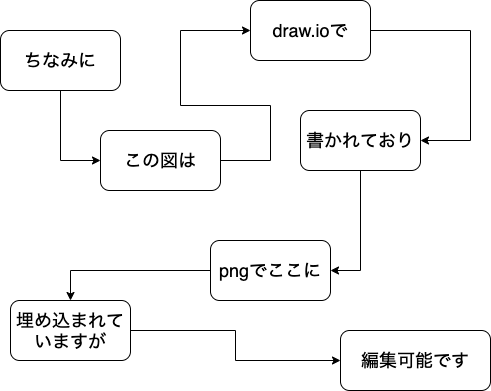 ちなみに
この図は
draw.ioで
書かれており
pngでここに
埋め込まれて
いますが
編集可能です